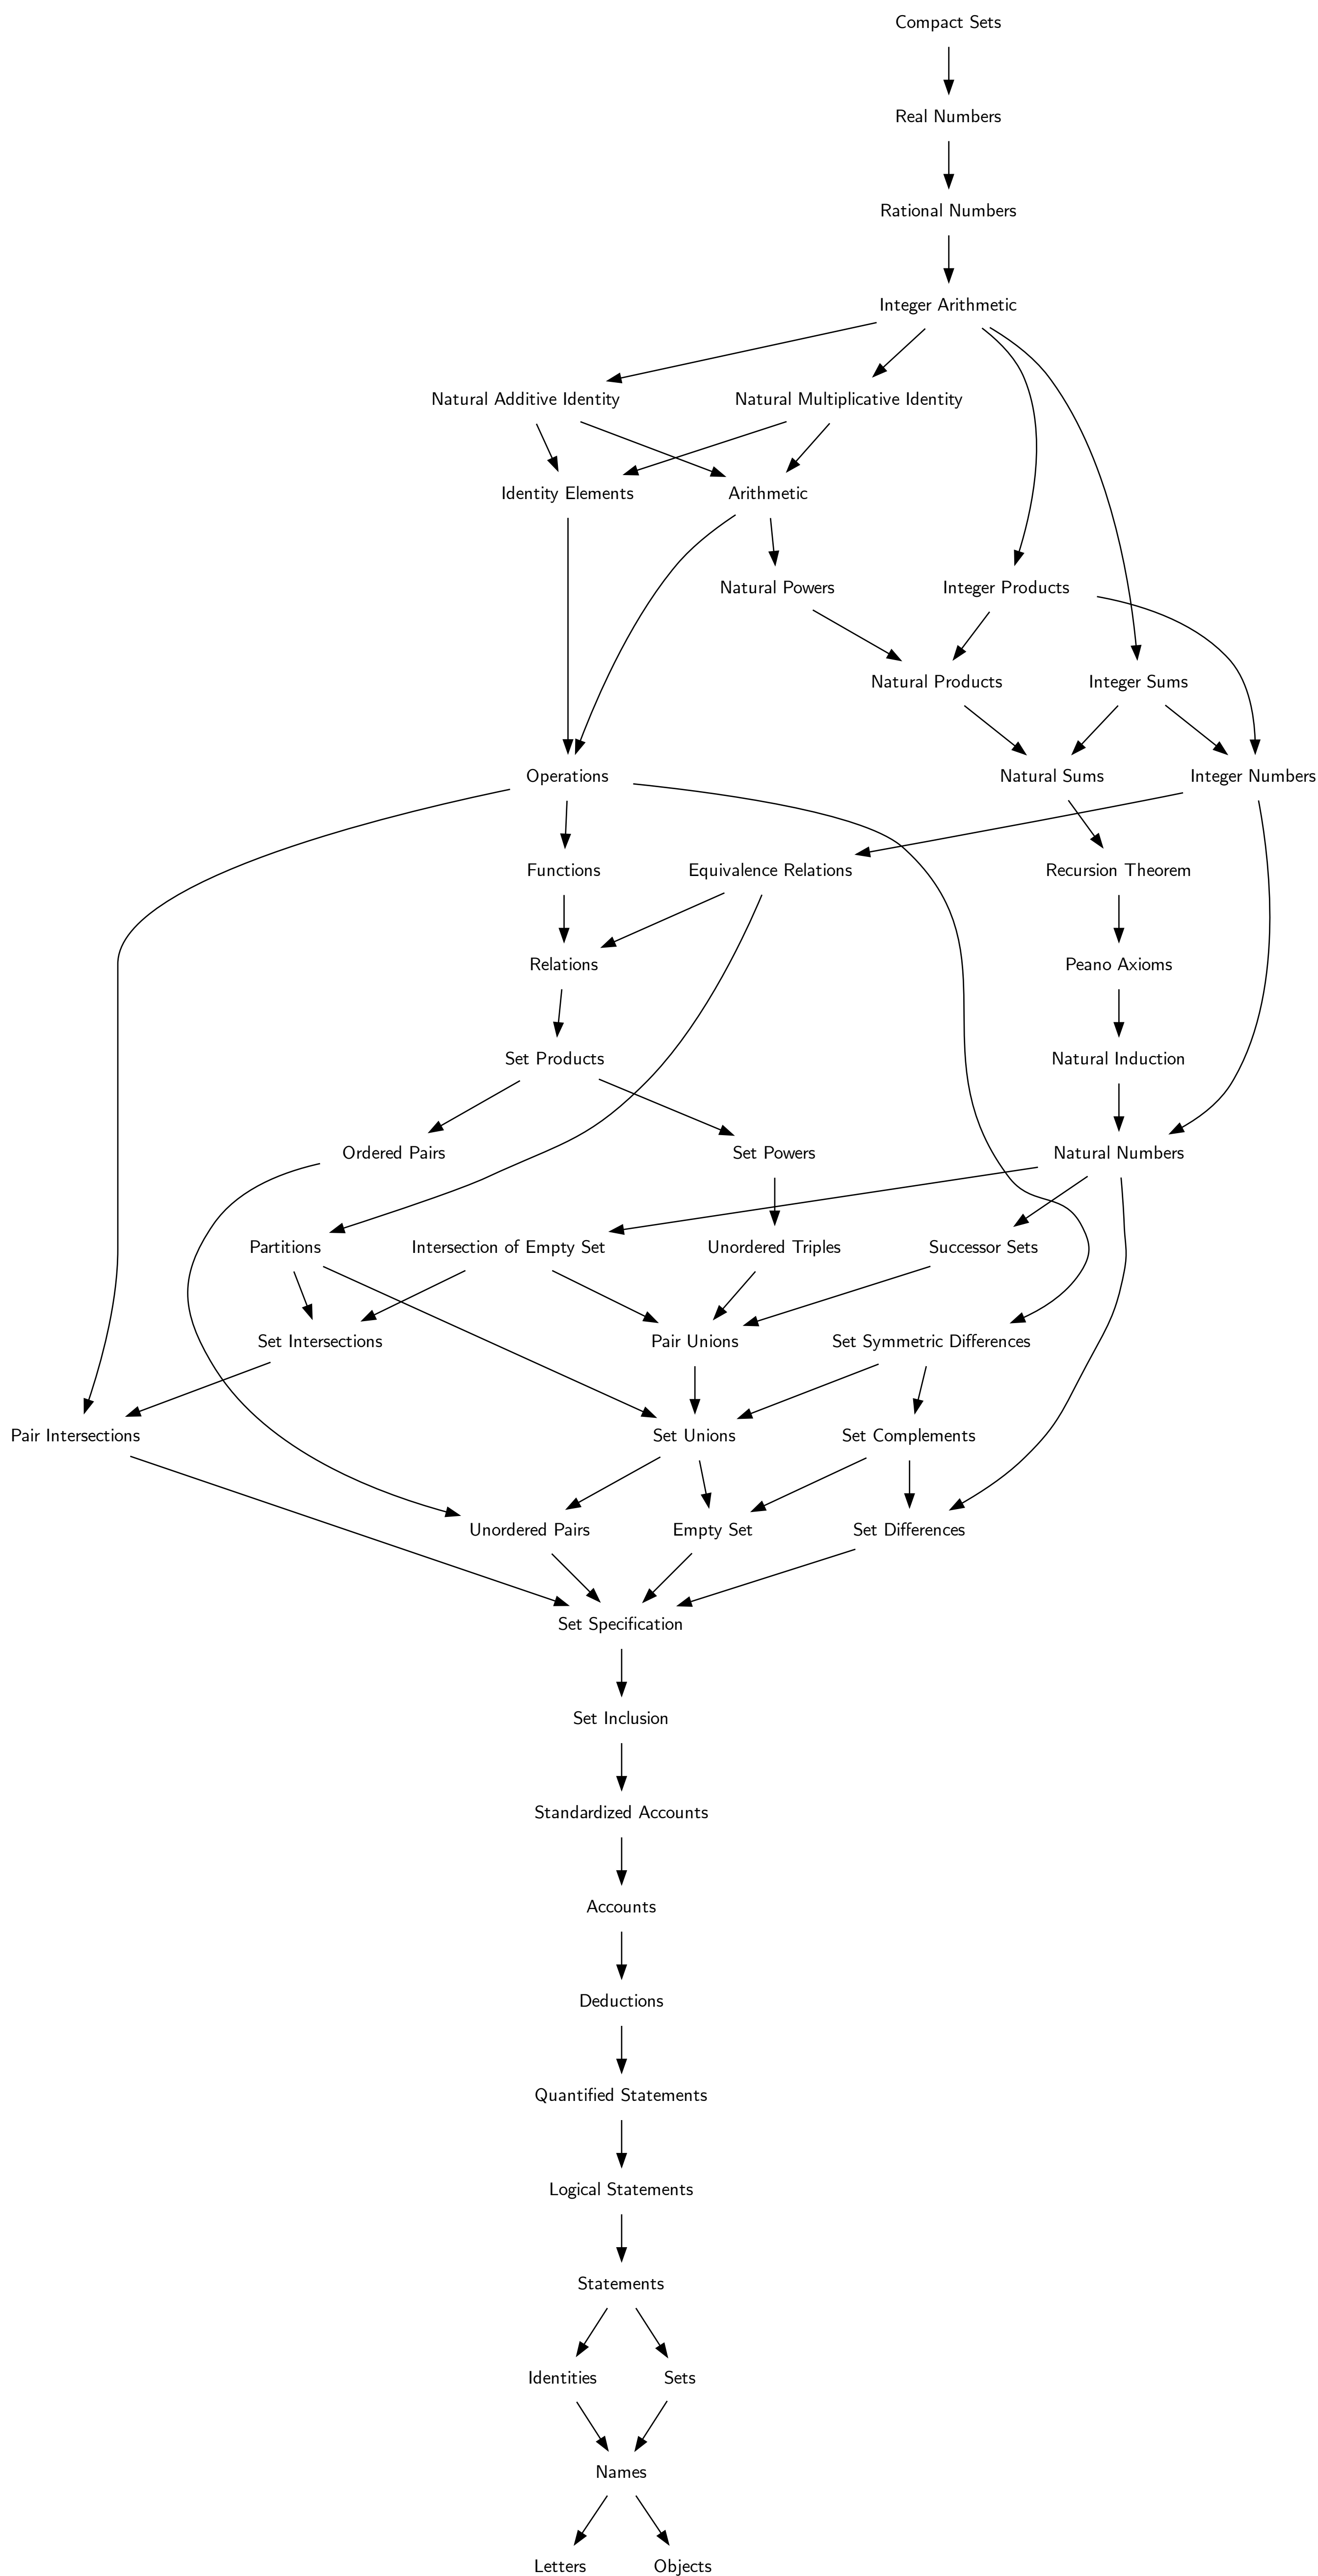 Compact Sets
Real Numbers
Rational Numbers
Integer Arithmetic
Natural Additive Identity
Natural Multiplicative Identity
Identity Elements
Arithmetic
Natural Powers
Integer Products
Natural Products
Integer Sums
Operations
Natural Sums
Integer Numbers
Functions
Equivalence Relations
Recursion Theorem
Relations
Peano Axioms
Set Products
Natural Induction
Ordered Pairs
Set Powers
Natural Numbers
Partitions
Intersection of Empty Set
Unordered Triples
Successor Sets
Set Intersections
Pair Unions
Set Symmetric Differences
Pair Intersections
Set Unions
Set Complements
Unordered Pairs
Empty Set
Set Differences
Set Specification
Set Inclusion
Standardized Accounts
Accounts
Deductions
Quantified Statements
Logical Statements
Statements
Identities
Sets
Names
Letters
Objects